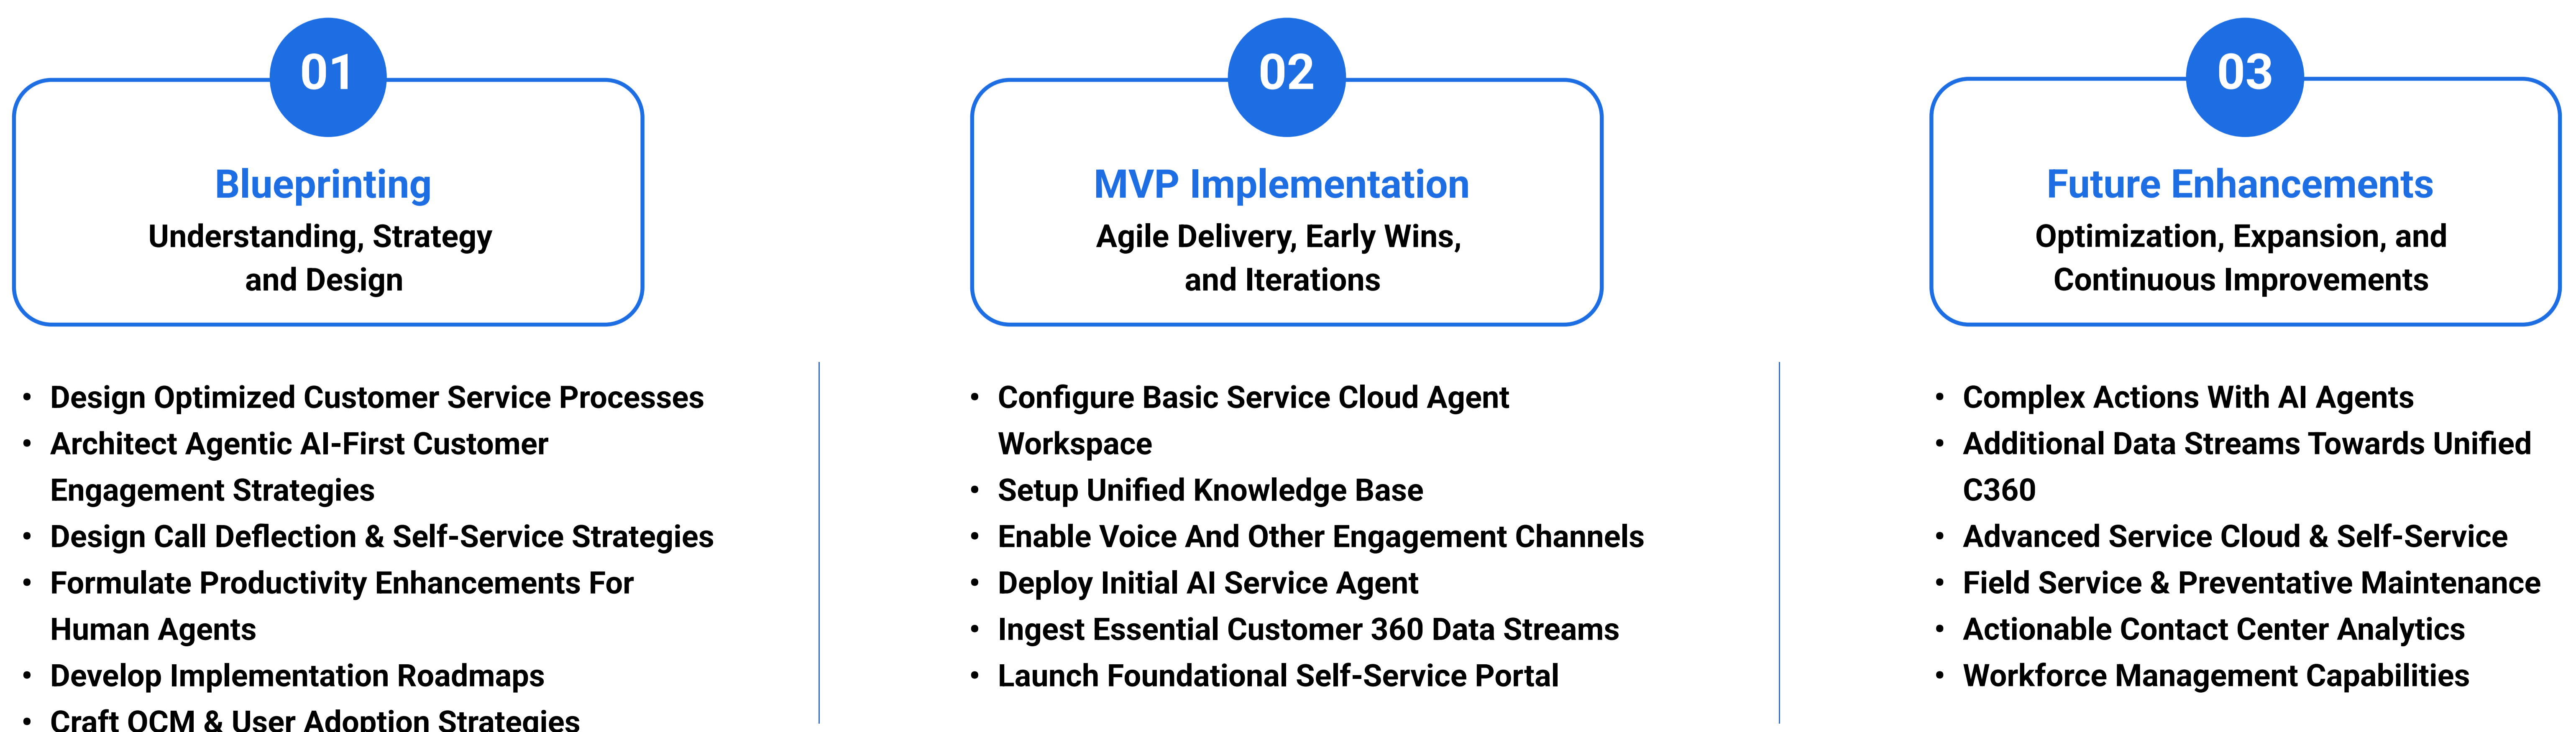 01
Blueprinting
Understanding, Strategy
and Design
• Design Optimized Customer Service Processes
• Architect Agentic AI-First Customer
Engagement Strategies
• Design Call Deflection & Self-Service Strategies
• Formulate Productivity Enhancements For
Human Agents
• Develop Implementation Roadmaps
• Craft OCM & User Adoption Strategies
02
MVP Implementation
Agile Delivery, Early Wins,
and Iterations
• Configure Basic Service Cloud Agent
Workspace
• Setup Unified Knowledge Base
• Enable Voice And Other Engagement Channels
• Deploy Initial AI Service Agent
• Ingest Essential Customer 360 Data Streams
• Launch Foundational Self-Service Portal
03
Future Enhancements
Optimization, Expansion, and
Continuous Improvements
• Complex Actions With AI Agents
• Additional Data Streams Towards Unified
C360
• Advanced Service Cloud & Self-Service
• Field Service & Preventative Maintenance
• Actionable Contact Center Analytics
• Workforce Management Capabilities